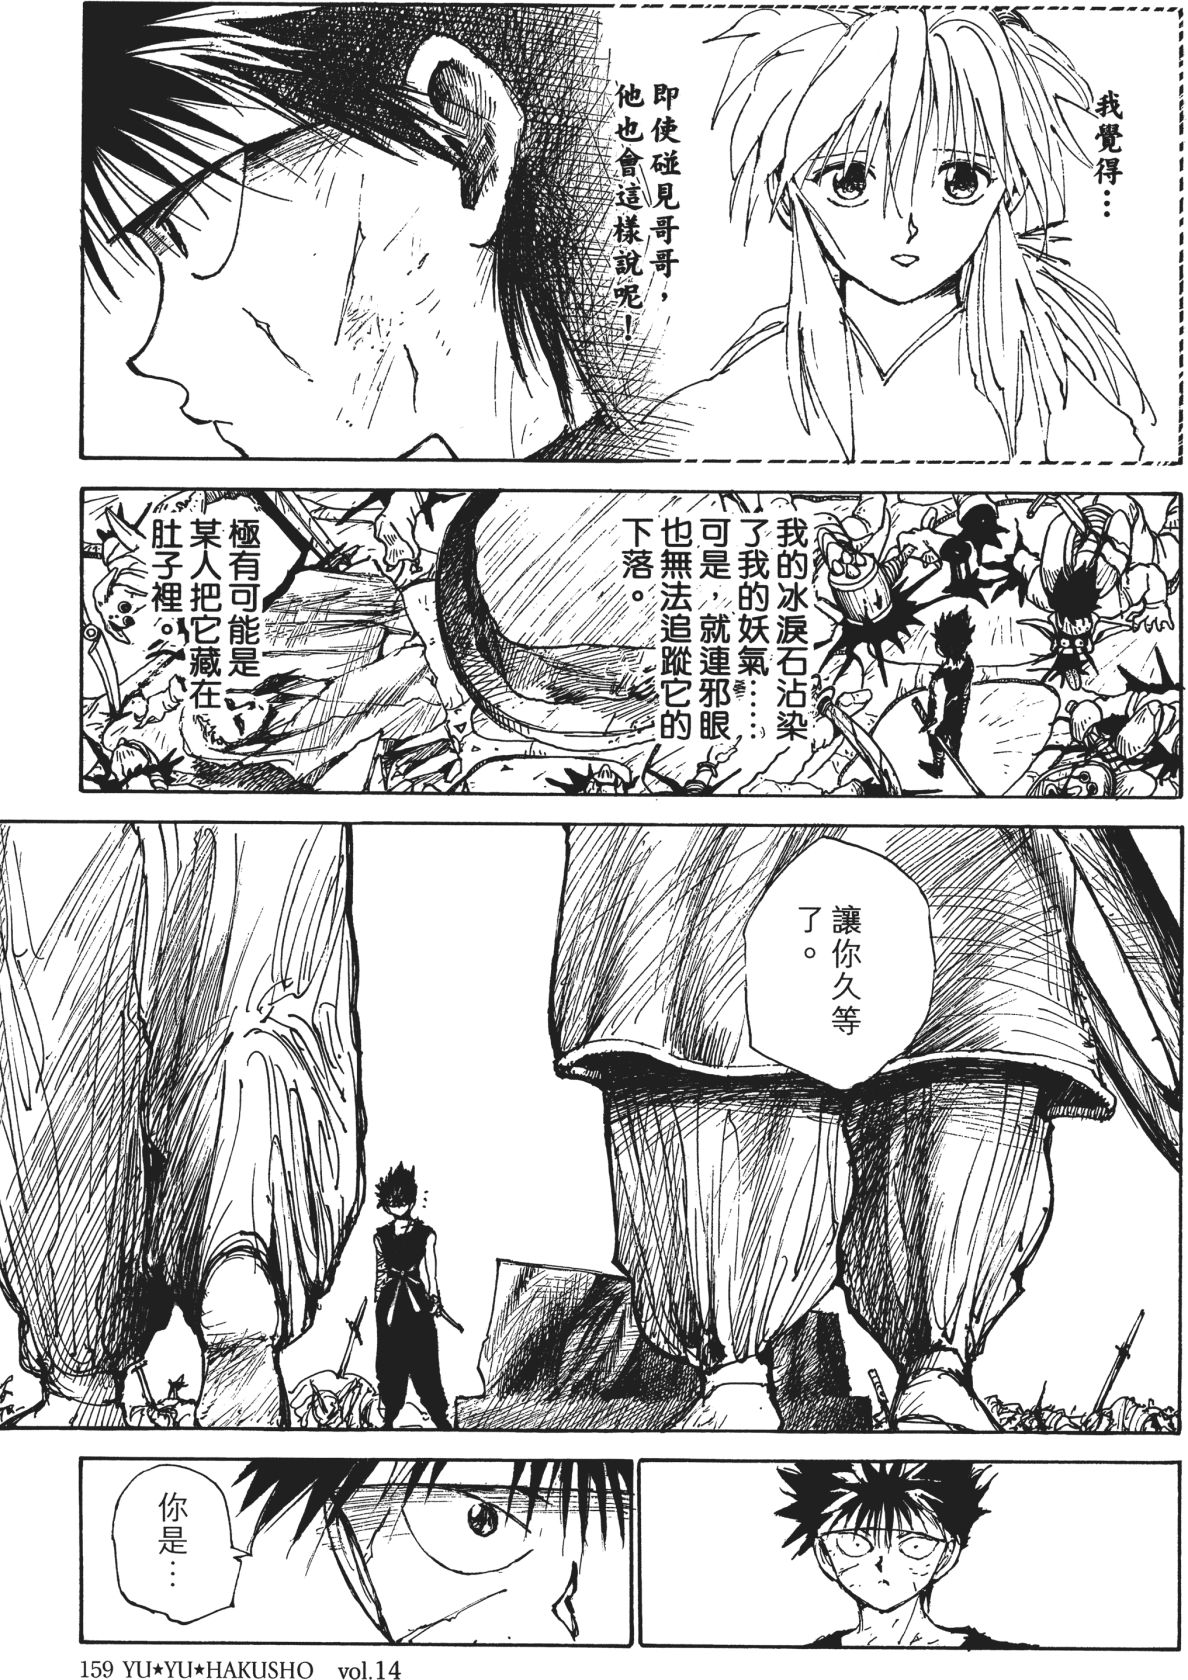 我覺得…
即使碰見哥哥，
他也會這樣說呢！
我的冰淚石沾染
了我的妖氣……
可是，就連邪眼
也無法追蹤它的
下落。
極有可能是
某人把它藏在
肚子裡。
讓你久等
了。
…
你是…
159 YU★YU★HAKUSHO vol.14